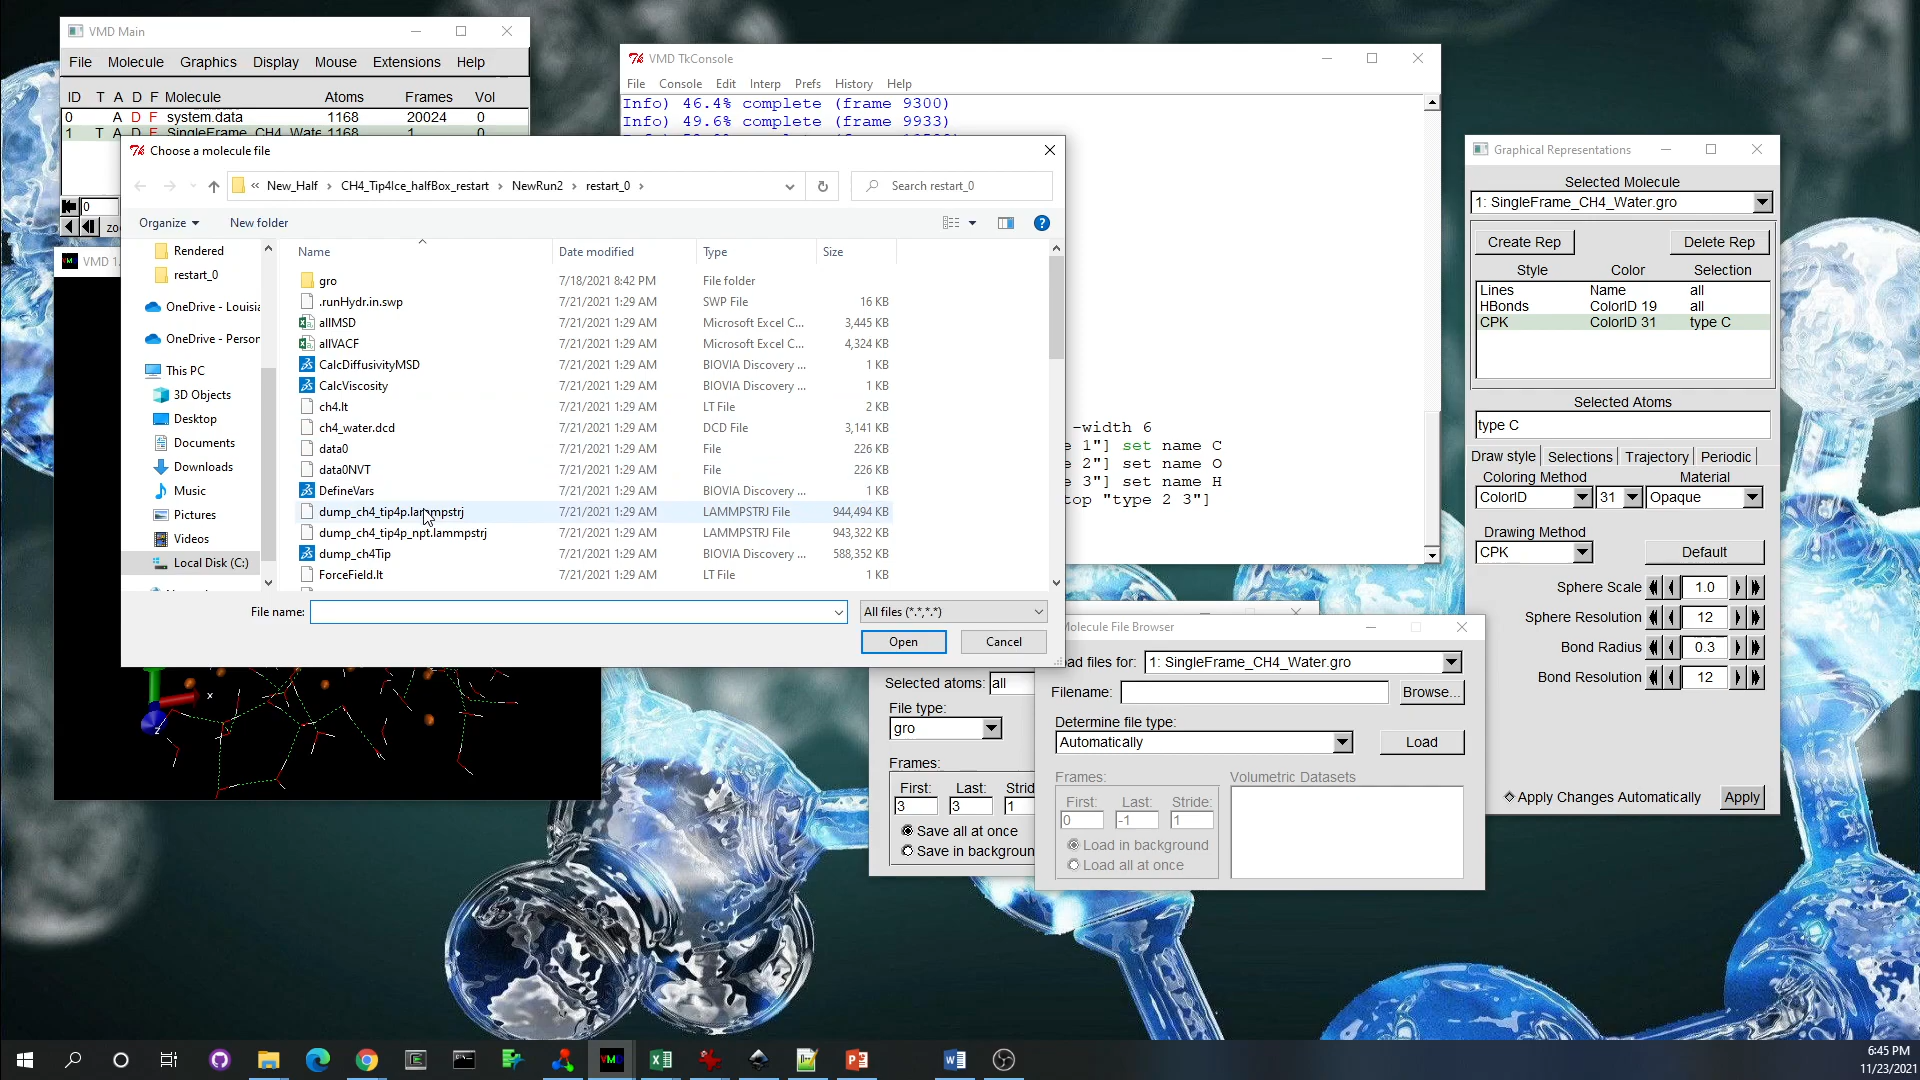 VMD Main
File Molecule Graphics Display Mouse Extensions Help
ID T A D F Molecule Atoms Frames Vol
0 A D F system.data 1168 20024 0
1 T A D F SingleFrame_CH4_Wate 1168 1 0
0
zoo
VMD 1.
VMD TkConsole
File Console Edit Interp Prefs History Help
Info) 46.4% complete (frame 9300)
Info) 49.6% complete (frame 9933)
-width 6
e 1"] set name C
e 2"] set name O
e 3"] set name H
top "type 2 3"]
Choose a molecule file
« New_Half › CH4_Tip4Ice_halfBox_restart › NewRun2 › restart_0 ›
Search restart_0
Organize New folder
Rendered
restart_0
OneDrive - Louisia
OneDrive - Person
This PC
3D Objects
Desktop
Documents
Downloads
Music
Pictures
Videos
Local Disk (C:)
Name Date modified Type Size
gro 7/18/2021 8:42 PM File folder
.runHydr.in.swp 7/21/2021 1:29 AM SWP File 16 KB
allMSD 7/21/2021 1:29 AM Microsoft Excel C... 3,445 KB
allVACF 7/21/2021 1:29 AM Microsoft Excel C... 4,324 KB
CalcDiffusivityMSD 7/21/2021 1:29 AM BIOVIA Discovery ... 1 KB
CalcViscosity 7/21/2021 1:29 AM BIOVIA Discovery ... 1 KB
ch4.lt 7/21/2021 1:29 AM LT File 2 KB
ch4_water.dcd 7/21/2021 1:29 AM DCD File 3,141 KB
data0 7/21/2021 1:29 AM File 226 KB
data0NVT 7/21/2021 1:29 AM File 226 KB
DefineVars 7/21/2021 1:29 AM BIOVIA Discovery ... 1 KB
dump_ch4_tip4p.lammpstrj 7/21/2021 1:29 AM LAMMPSTRJ File 944,494 KB
dump_ch4_tip4p_npt.lammpstrj 7/21/2021 1:29 AM LAMMPSTRJ File 943,322 KB
dump_ch4Tip 7/21/2021 1:29 AM BIOVIA Discovery ... 588,352 KB
ForceField.lt 7/21/2021 1:29 AM LT File 1 KB
File name: All files (*.*,*.*)
Open Cancel
x
z
Graphical Representations
Selected Molecule
1: SingleFrame_CH4_Water.gro
Create Rep Delete Rep
Style Color Selection
Lines Name all
HBonds ColorID 19 all
CPK ColorID 31 type C
Selected Atoms
type C
Draw style Selections Trajectory Periodic
Coloring Method Material
ColorID 31 Opaque
Drawing Method
CPK Default
Sphere Scale 1.0
Sphere Resolution 12
Bond Radius 0.3
Bond Resolution 12
Apply Changes Automatically Apply
Selected atoms: all
File type:
gro
Frames:
First: Last: Strid
3 3 1
Save all at once
Save in backgroun
Molecule File Browser
ad files for: 1: SingleFrame_CH4_Water.gro
Filename: Browse...
Determine file type:
Automatically Load
Frames: Volumetric Datasets
First: Last: Stride:
0 -1 1
Load in background
Load all at once
6:45 PM
11/23/2021